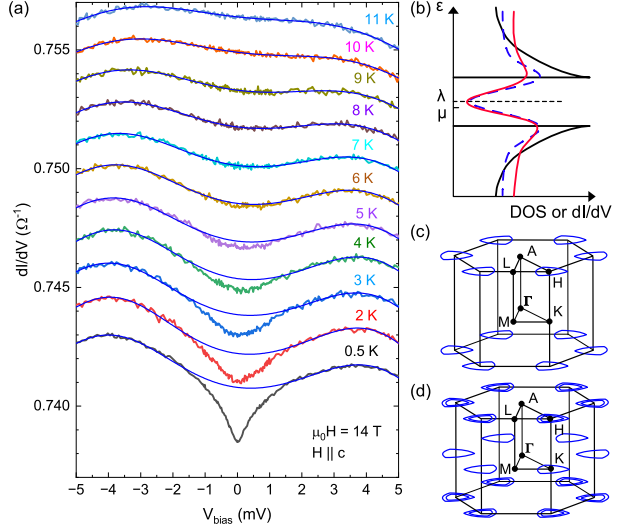 (a)
dI/dV (Ω⁻¹)
0.755
0.750
0.745
0.740
11 K
10 K
9 K
8 K
7 K
6 K
5 K
4 K
3 K
2 K
0.5 K
μ₀H = 14 T
H || c
-5 -4 -3 -2 -1 0 1 2 3 4 5
V_bias (mV)
(b)
ε
λ
μ
DOS or dI/dV
(c)
A
L
H
Γ
M
K
(d)
A
L
H
Γ
M
K